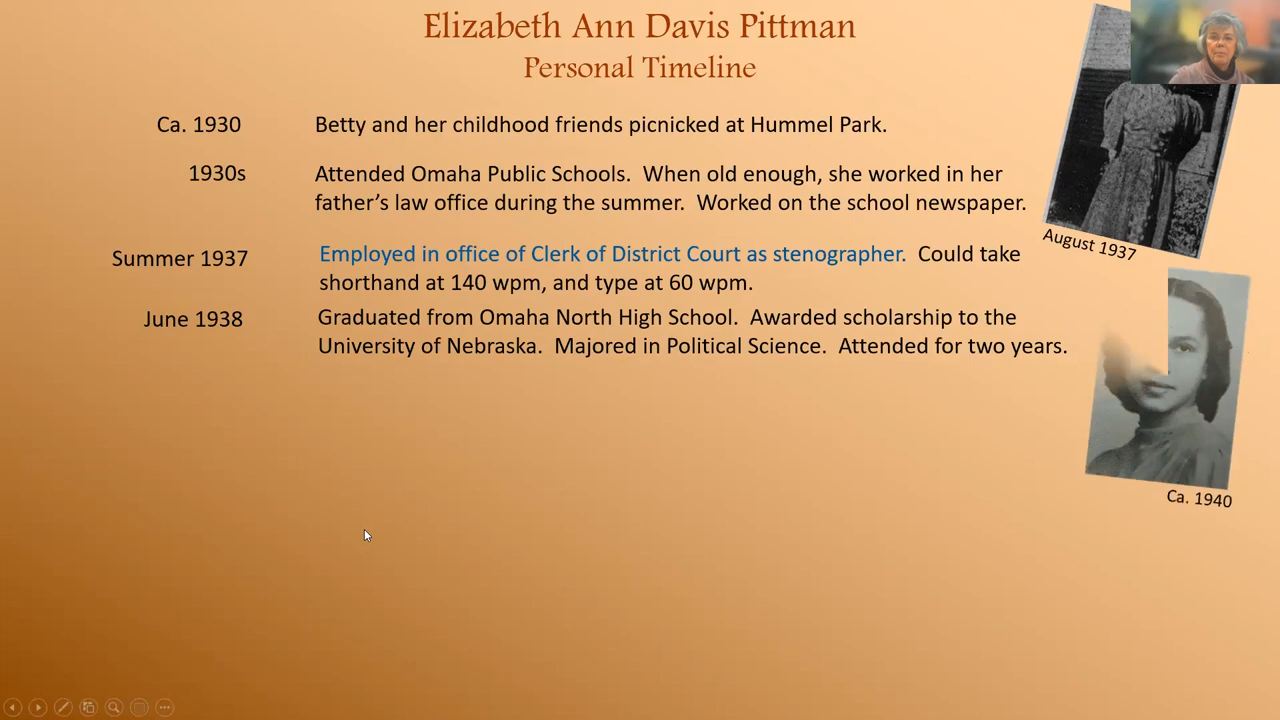 Elizabeth Ann Davis Pittman
Personal Timeline
Ca. 1930
Betty and her childhood friends picnicked at Hummel Park.
1930s
Attended Omaha Public Schools.  When old enough, she worked in her
father’s law office during the summer.  Worked on the school newspaper.
Summer 1937
Employed in office of Clerk of District Court as stenographer.  Could take
shorthand at 140 wpm, and type at 60 wpm.
June 1938
Graduated from Omaha North High School.  Awarded scholarship to the
University of Nebraska.  Majored in Political Science.  Attended for two years.
August 1937
Ca. 1940